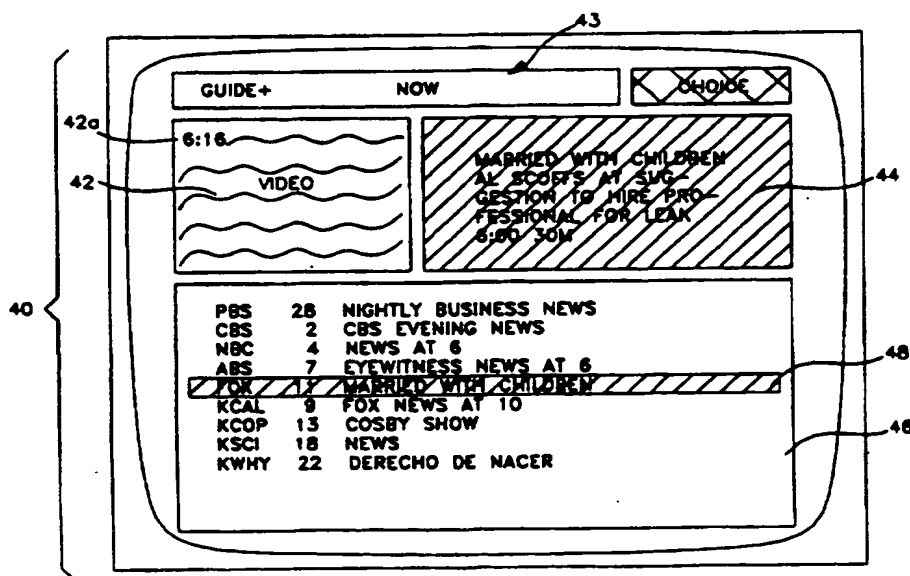 43
GUIDE+ NOW CHOICE
42a
6:16
42
VIDEO
MARRIED WITH CHILDREN
AL SCOFFS AT SUG-
GESTION TO HIRE PRO-
FESSIONAL FOR LEAK
6:00 30M
44
40
PBS 28 NIGHTLY BUSINESS NEWS
CBS 2 CBS EVENING NEWS
NBC 4 NEWS AT 6
ABS 7 EYEWITNESS NEWS AT 6
FOX 11 MARRIED WITH CHILDREN
48
KCAL 9 FOX NEWS AT 10
KCOP 13 COSBY SHOW
KSCI 18 NEWS
KWHY 22 DERECHO DE NACER
46